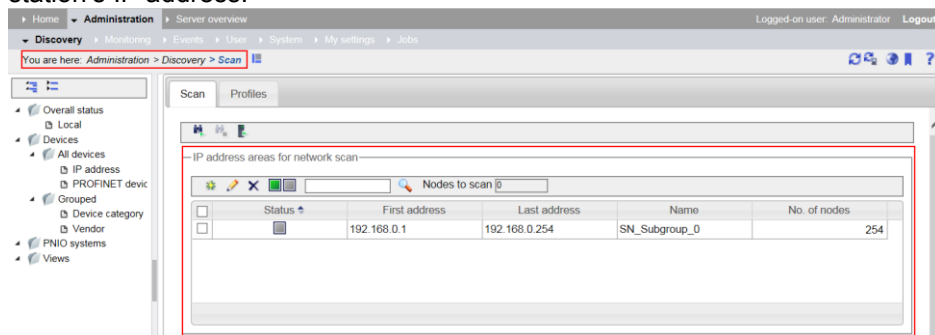 station's IP address.
Home Administration Server overview Logged-on user: Administrator Logout
Discovery Monitoring Events User System My settings Jobs
You are here: Administration > Discovery > Scan ?
Scan Profiles
Overall status
Local
Devices
All devices
IP address
PROFINET devic
Grouped
Device category
Vendor
PNIO systems
Views
IP address areas for network scan
Nodes to scan 0
Status First address Last address Name No. of nodes
192.168.0.1 192.168.0.254 SN_Subgroup_0 254